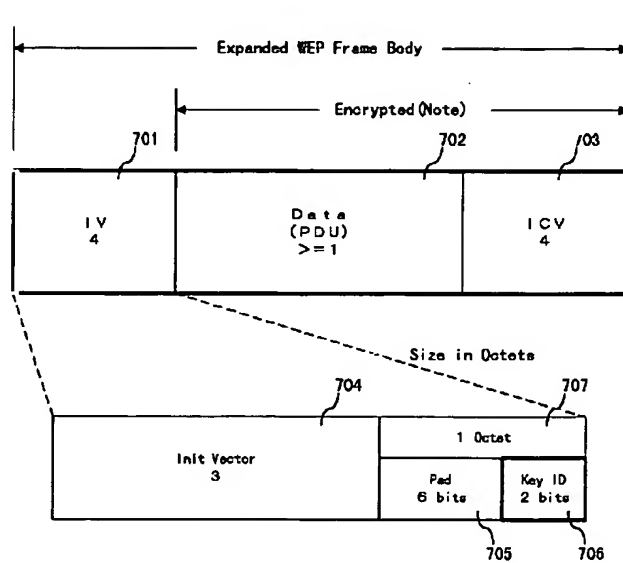 Expanded WEP Frame Body
Encrypted(Note)
701
702
703
IV
4
Data
(PDU)
>=1
ICV
4
Size in Octets
704
707
Init Vector
3
1 Octet
Pad
6 bits
Key ID
2 bits
705
706